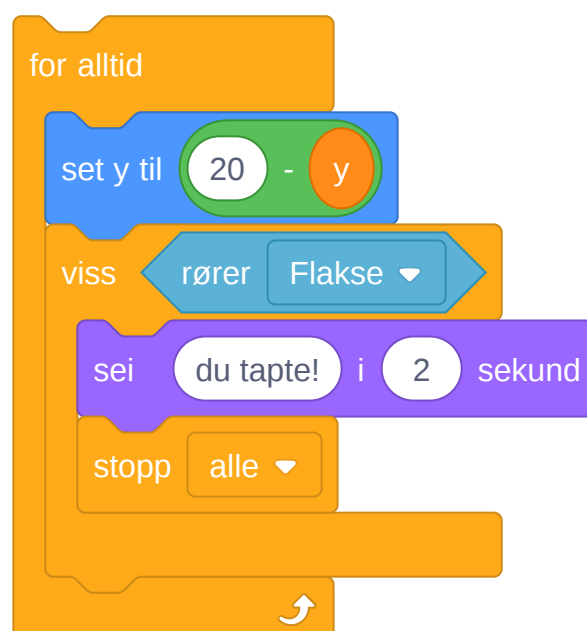 for alltid
set y til 20 - y
viss rører Flakse
sei du tapte! i 2 sekund
stopp alle